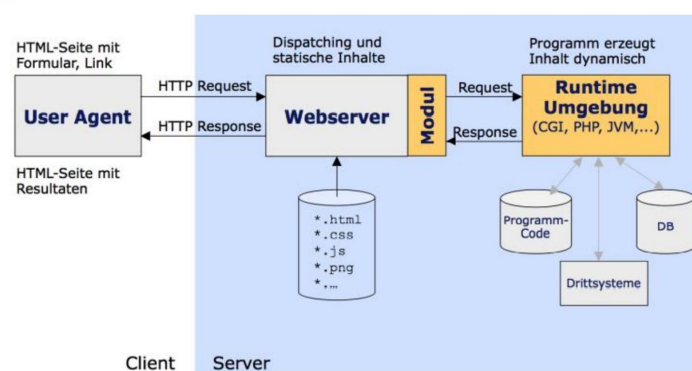 HTML-Seite mit
Formular, Link
User Agent
HTML-Seite mit
Resultaten
HTTP Request
HTTP Response
Dispatching und
statische Inhalte
Webserver
Modul
*.html
*.css
*.js
*.png
*.…
Request
Response
Programm erzeugt
Inhalt dynamisch
Runtime
Umgebung
(CGI, PHP, JVM,...)
Programm-
Code
DB
Drittsysteme
Client
Server